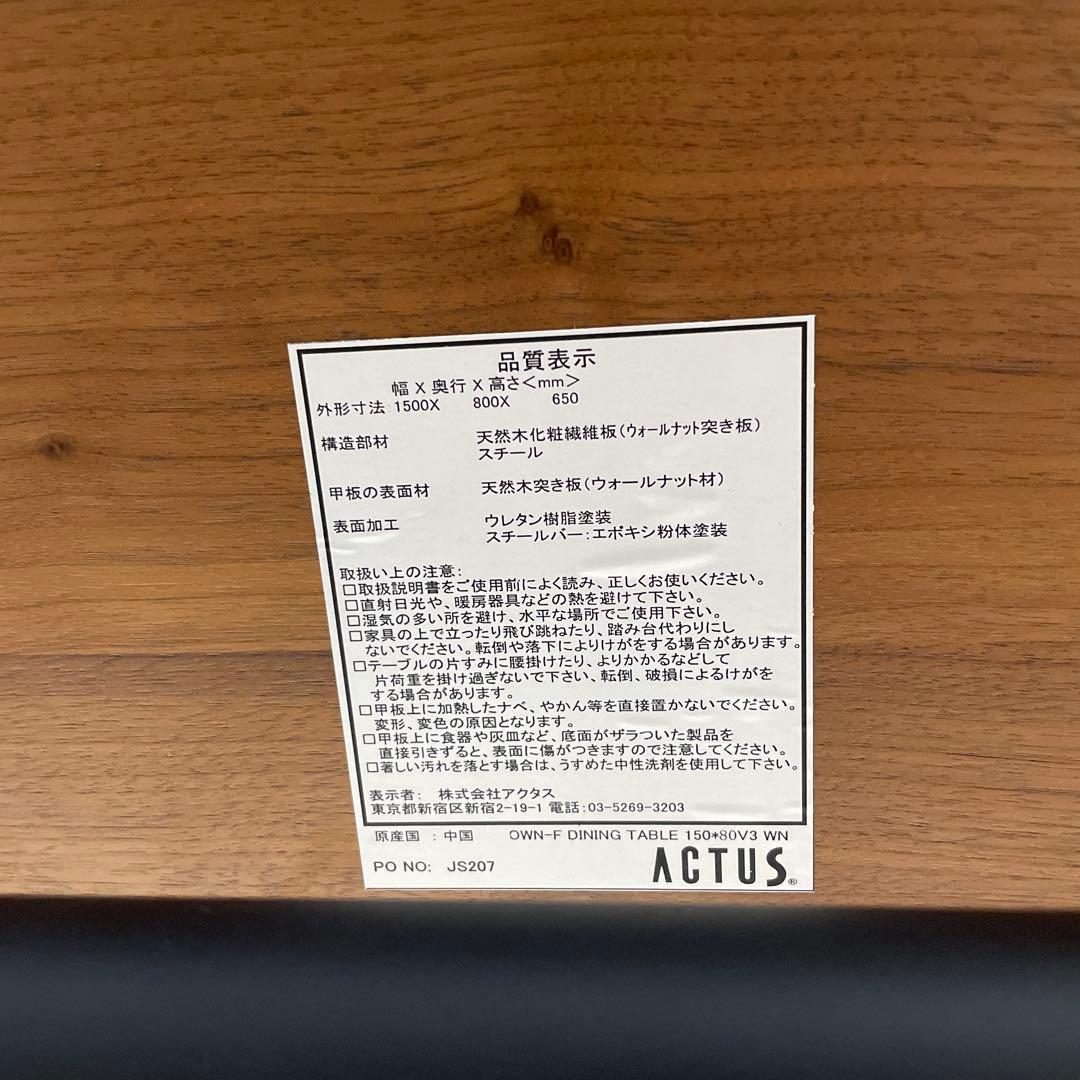 品質表示
幅 X 奥行 X 高さ<mm>
外形寸法 1500X 800X 650
構造部材 天然木化粧繊維板(ウォールナット突き板)
スチール
甲板の表面材 天然木突き板(ウォールナット材)
表面加工 ウレタン樹脂塗装
スチールバー:エポキシ粉体塗装
取扱い上の注意:
□取扱説明書をご使用前によく読み、正しくお使いください。
□直射日光や、暖房器具などの熱を避けて下さい。
□湿気の多い所を避け、水平な場所でご使用下さい。
□家具の上で立ったり飛び跳ねたり、踏み台代わりにし
ないでください。転倒や落下によりけがをする場合があります。
□テーブルの片すみに腰掛けたり、よりかかるなどして
片荷重を掛け過ぎないで下さい、転倒、破損によるけがを
する場合があります。
□甲板上に加熱したナベ、やかん等を直接置かないでください。
変形、変色の原因となります。
□甲板上に食器や灰皿など、底面がザラついた製品を
直接引きずると、表面に傷がつきますので注意してください。
□著しい汚れを落とす場合は、うすめた中性洗剤を使用して下さい。
表示者: 株式会社アクタス
東京都新宿区新宿2-19-1 電話:03-5269-3203
原産国 : 中国 OWN-F DINING TABLE 150*80V3 WN
PO NO: JS207 ACTUS®